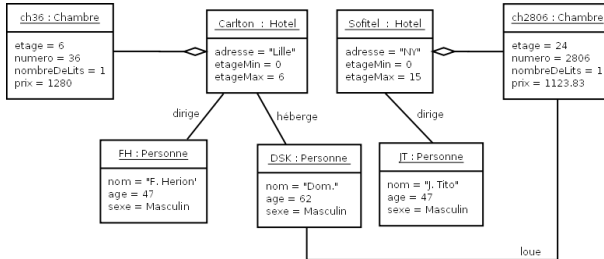 ch36 : Chambre
etage = 6
numero = 36
nombreDeLits = 1
prix = 1280
Carlton : Hotel
adresse = "Lille"
etageMin = 0
etageMax = 6
Sofitel : Hotel
adresse = "NY"
etageMin = 0
etageMax = 15
ch2806 : Chambre
etage = 24
numero = 2806
nombreDeLits = 1
prix = 1123.83
dirige
héberge
dirige
FH : Personne
nom = "F. Herion'
age = 47
sexe = Masculin
DSK : Personne
nom = "Dom."
age = 62
sexe = Masculin
JT : Personne
nom = "J. Tito"
age = 47
sexe = Masculin
loue